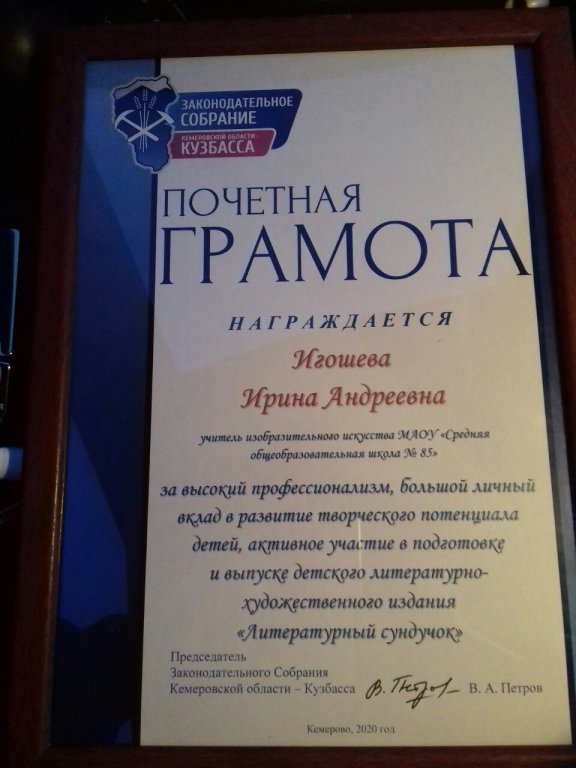 ЗАКОНОДАТЕЛЬНОЕ
СОБРАНИЕ
КЕМЕРОВСКОЙ ОБЛАСТИ-
КУЗБАССА
ПОЧЕТНАЯ
ГРАМОТА
НАГРАЖДАЕТСЯ
Игошева
Ирина Андреевна
учитель изобразительного искусства МАОУ «Средняя
общеобразовательная школа № 85»
за высокий профессионализм, большой личный
вклад в развитие творческого потенциала
детей, активное участие в подготовке
и выпуске детского литературно-
художественного издания
«Литературный сундучок»
Председатель
Законодательного Собрания
Кемеровской области – Кузбасса В. Петров В. А. Петров
Кемерово, 2020 год